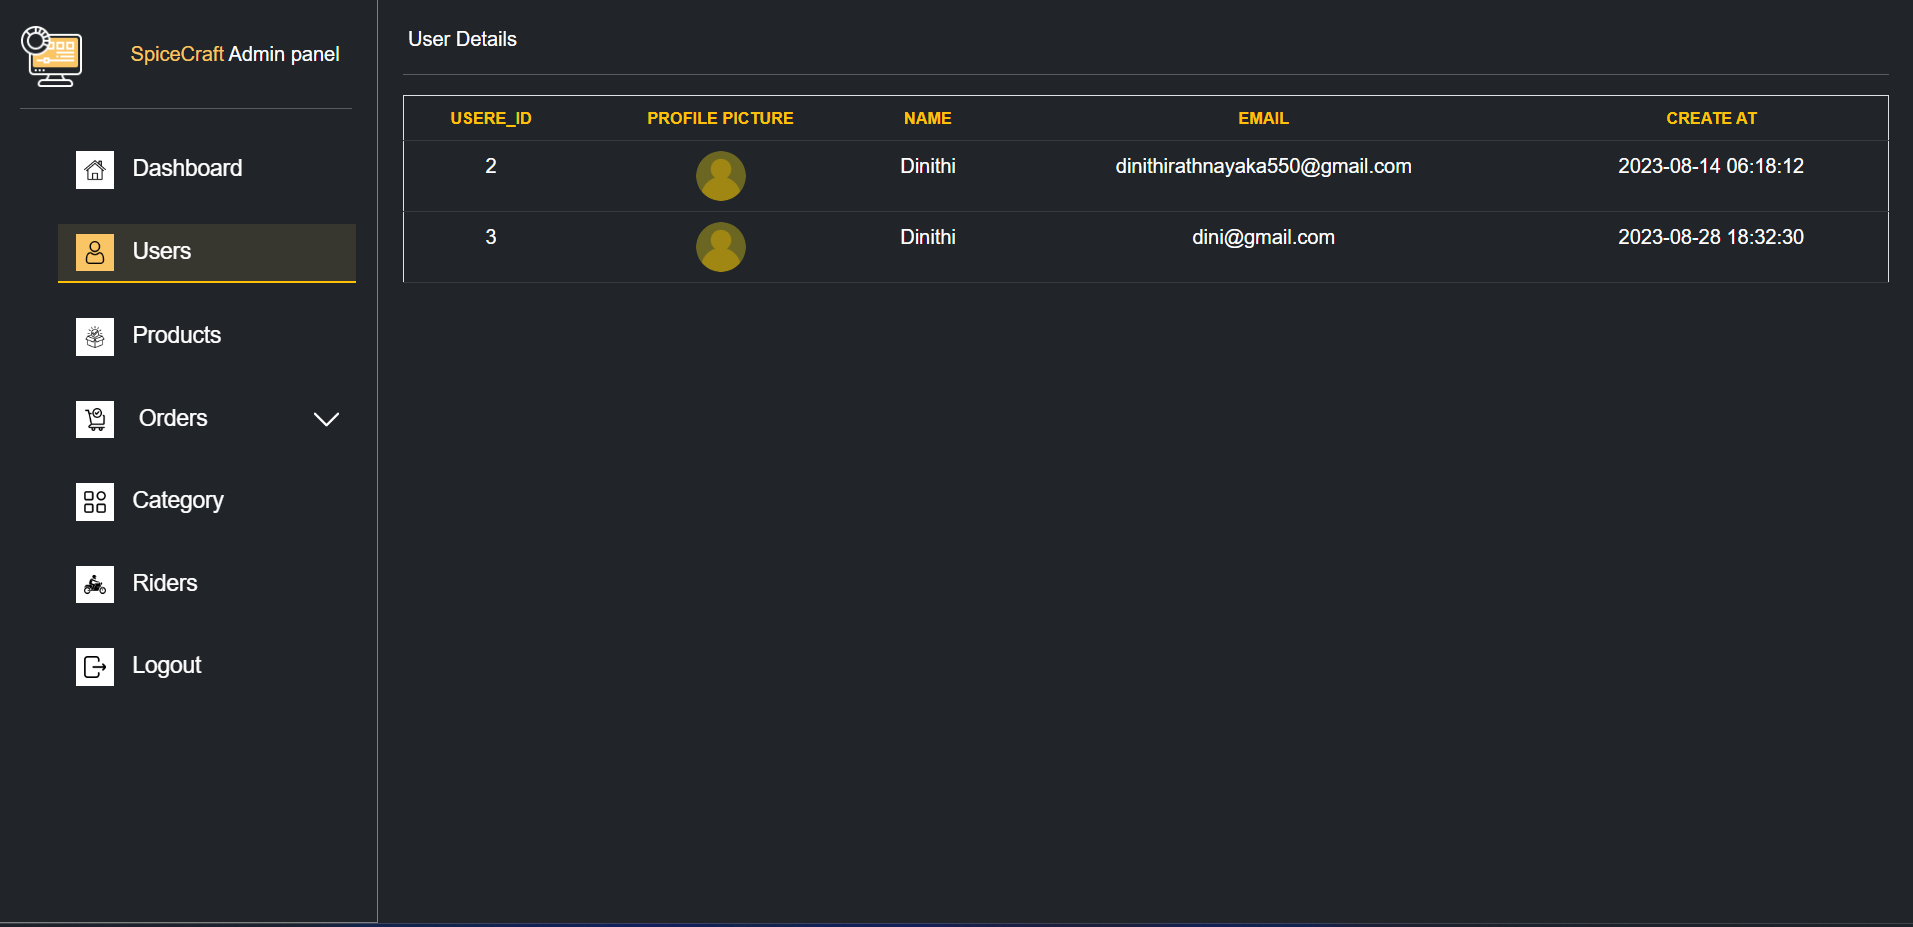 SpiceCraft Admin panel
Dashboard
Users
Products
Orders
Category
Riders
Logout
User Details
USERE_ID PROFILE PICTURE NAME EMAIL CREATE AT
2 Dinithi dinithirathnayaka550@gmail.com 2023-08-14 06:18:12
3 Dinithi dini@gmail.com 2023-08-28 18:32:30